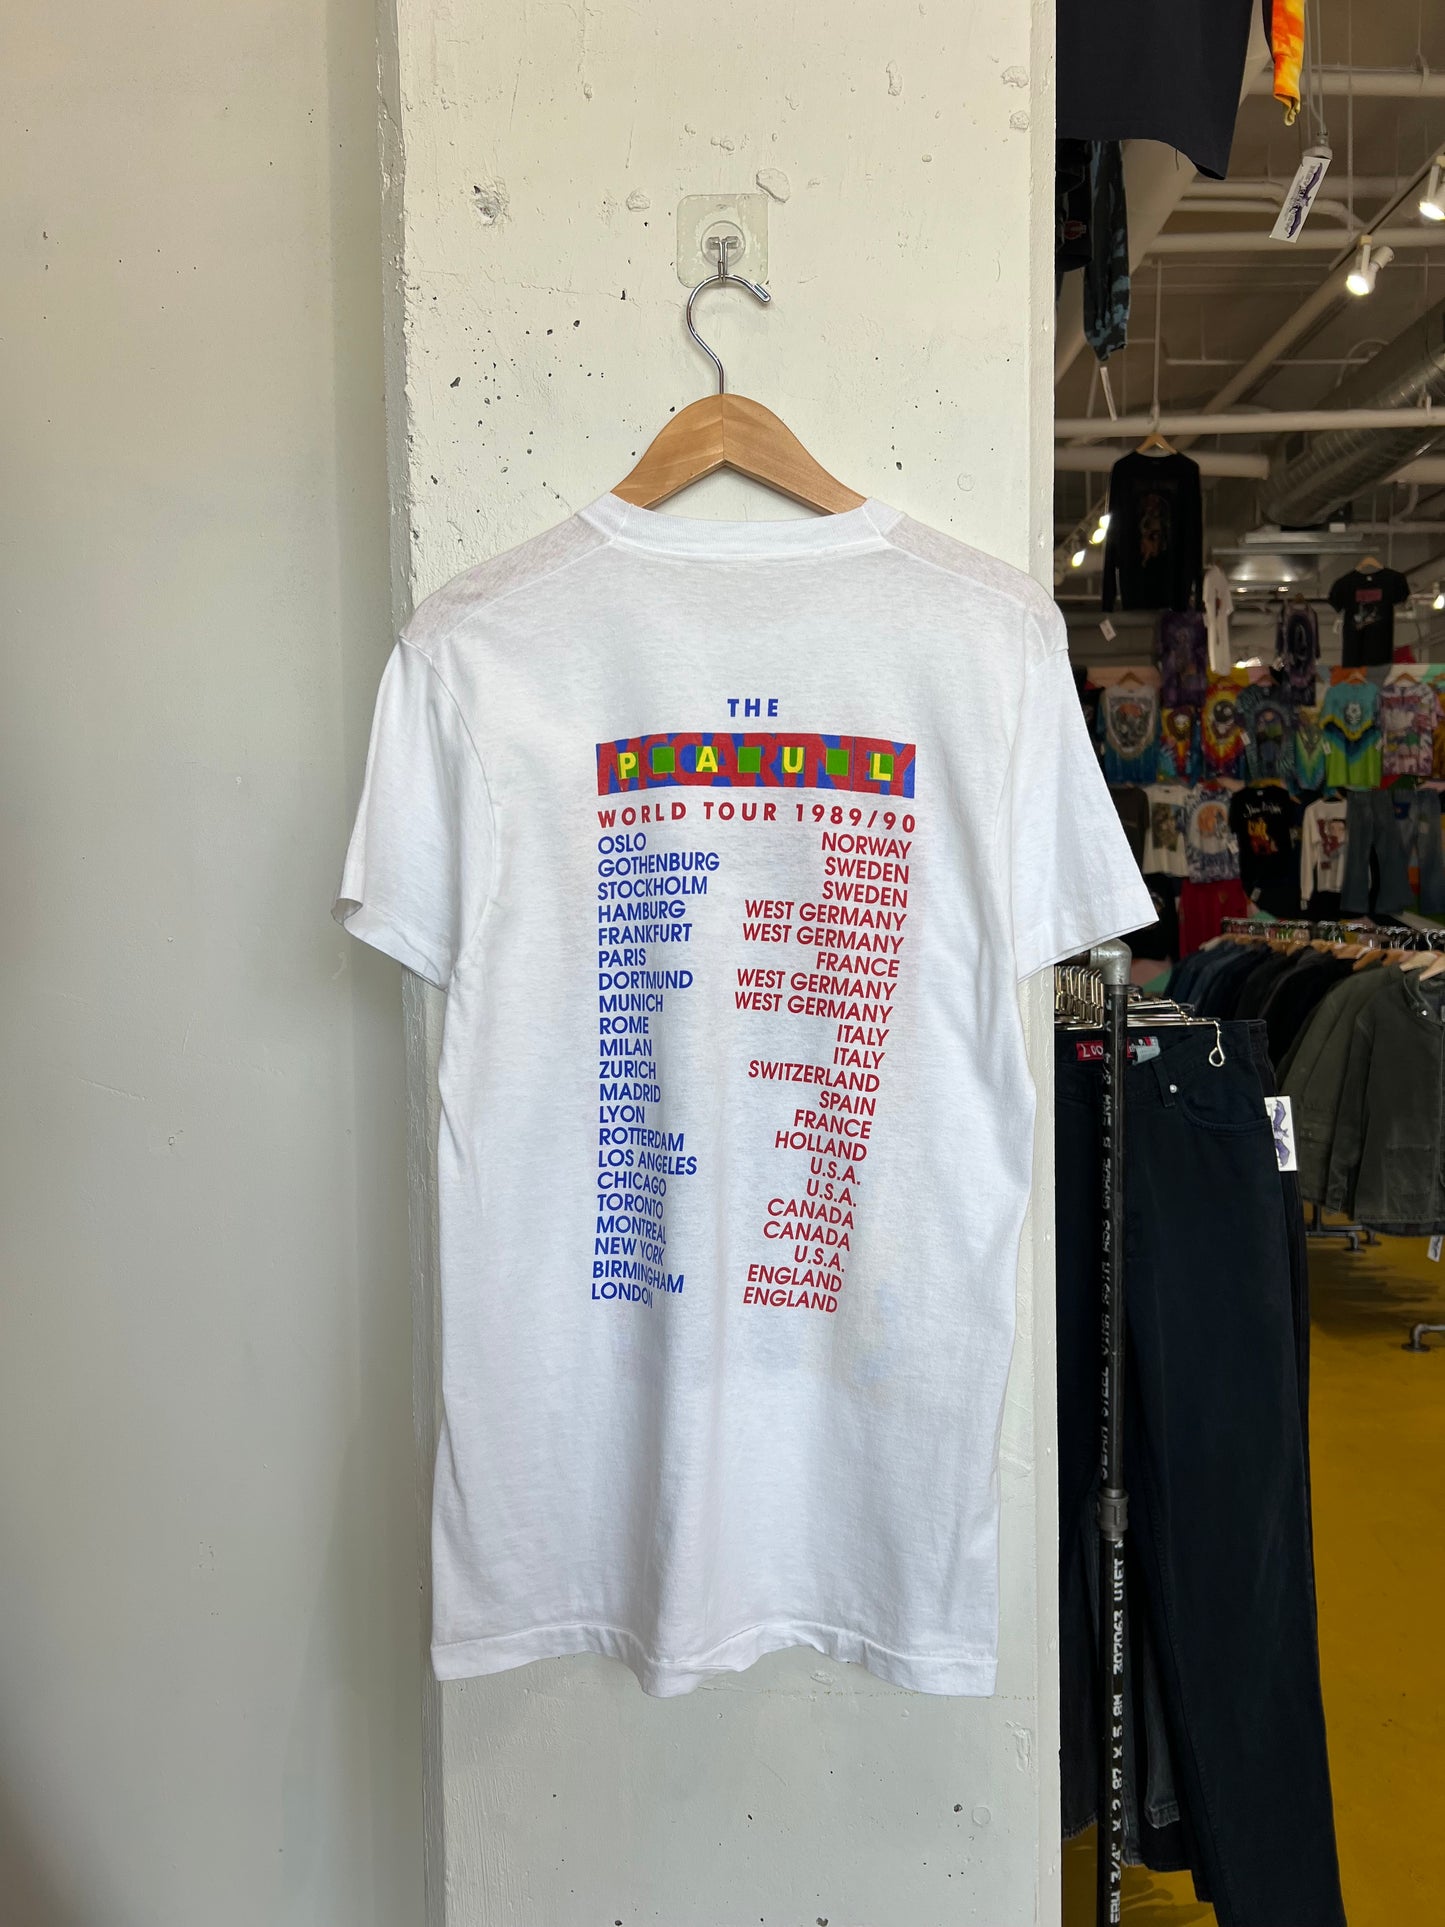 THE
MCCARTNEY
PAUL
WORLD TOUR 1989/90
OSLO NORWAY
GOTHENBURG SWEDEN
STOCKHOLM SWEDEN
HAMBURG WEST GERMANY
FRANKFURT WEST GERMANY
PARIS FRANCE
DORTMUND WEST GERMANY
MUNICH WEST GERMANY
ROME ITALY
MILAN ITALY
ZURICH SWITZERLAND
MADRID SPAIN
LYON FRANCE
ROTTERDAM HOLLAND
LOS ANGELES U.S.A.
CHICAGO U.S.A.
TORONTO CANADA
MONTREAL CANADA
NEW YORK U.S.A.
BIRMINGHAM ENGLAND
LONDON ENGLAND